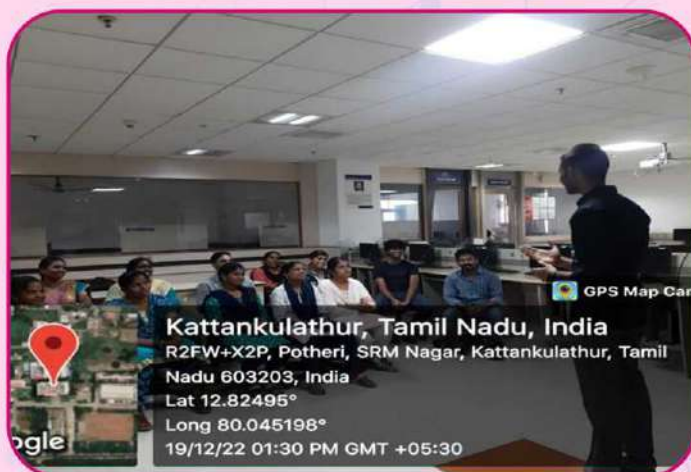 GPS Map Cam
Kattankulathur, Tamil Nadu, India
R2FW+X2P, Potheri, SRM Nagar, Kattankulathur, Tamil
Nadu 603203, India
Lat 12.82495°
Long 80.045198°
19/12/22 01:30 PM GMT +05:30
ogle